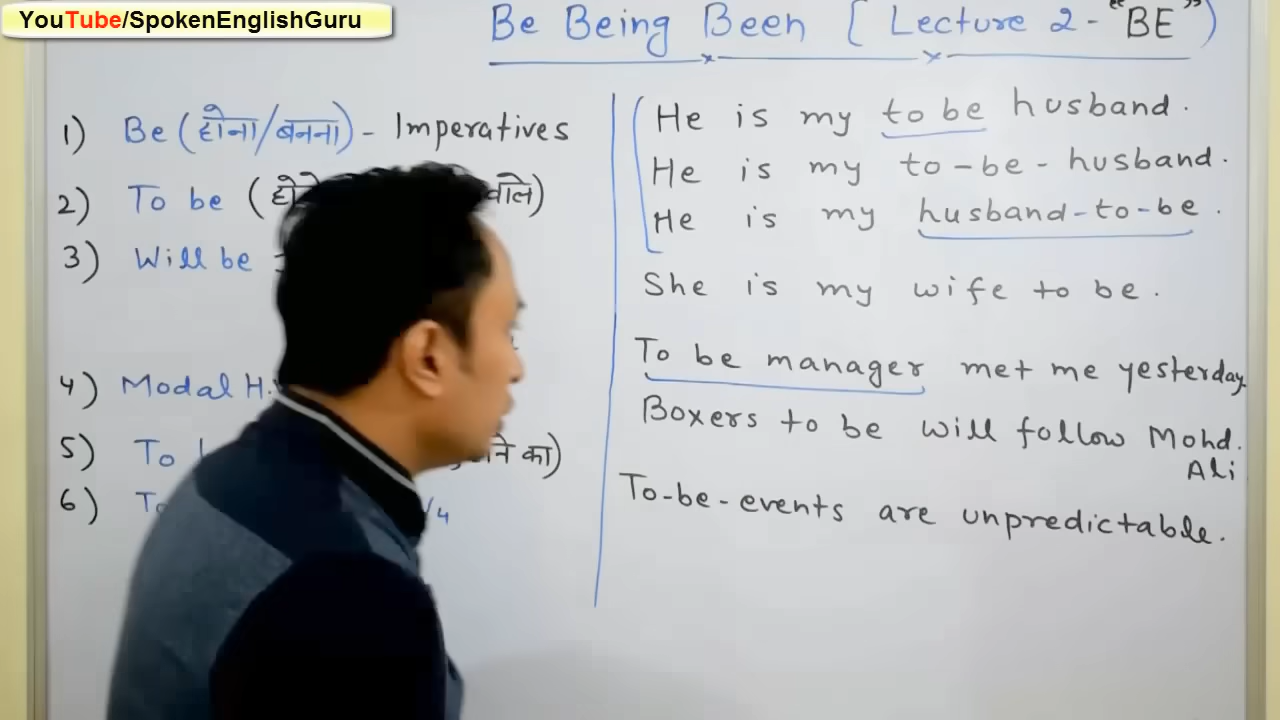 YouTube/SpokenEnglishGuru
Be Being Been [ Lecture 2 - "BE" )
1) Be (होना/बनना) - Imperatives
2) To be (
3) Will be
4) Modal H.
5) To
6)
He is my to be husband.
He is my to-be-husband.
He is my husband-to-be.
She is my wife to be.
To be manager met me yesterday.
Boxers to be will follow Mohd.
Ali
To-be-events are unpredictable.